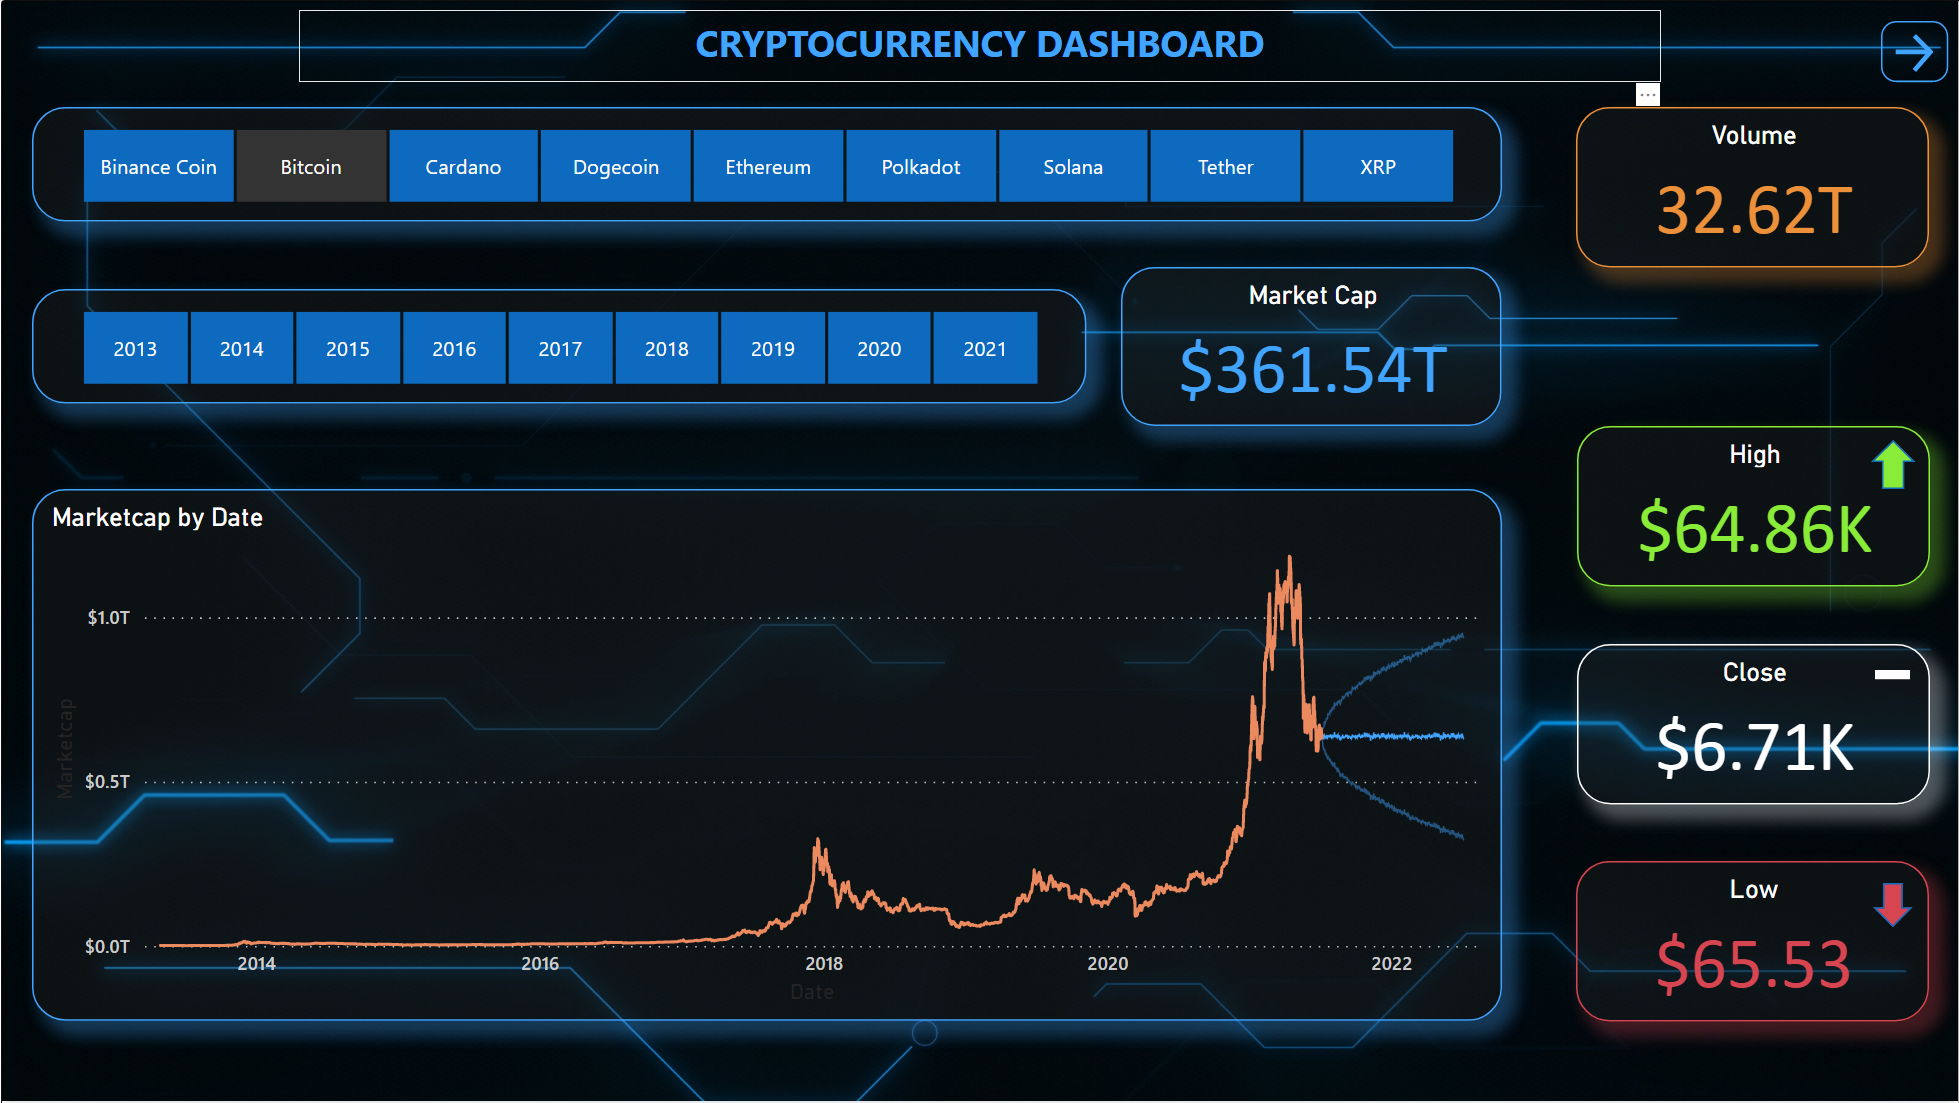 CRYPTOCURRENCY DASHBOARD
Binance Coin Bitcoin Cardano Dogecoin Ethereum Polkadot Solana Tether XRP
Volume
32.62T
2013 2014 2015 2016 2017 2018 2019 2020 2021
Market Cap
$361.54T
High
$64.86K
Marketcap by Date
$1.0T
$0.5T
$0.0T
Marketcap
2014 2016 2018 2020 2022
Date
Close
$6.71K
Low
$65.53